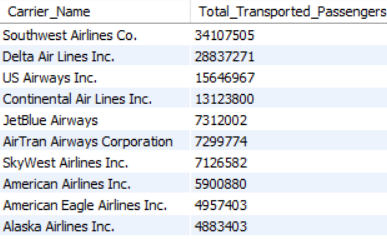 Carrier_Name Total_Transported_Passengers
Southwest Airlines Co. 34107505
Delta Air Lines Inc. 28837271
US Airways Inc. 15646967
Continental Air Lines Inc. 13123800
JetBlue Airways 7312002
AirTran Airways Corporation 7299774
SkyWest Airlines Inc. 7126582
American Airlines Inc. 5900880
American Eagle Airlines Inc. 4957403
Alaska Airlines Inc. 4883403